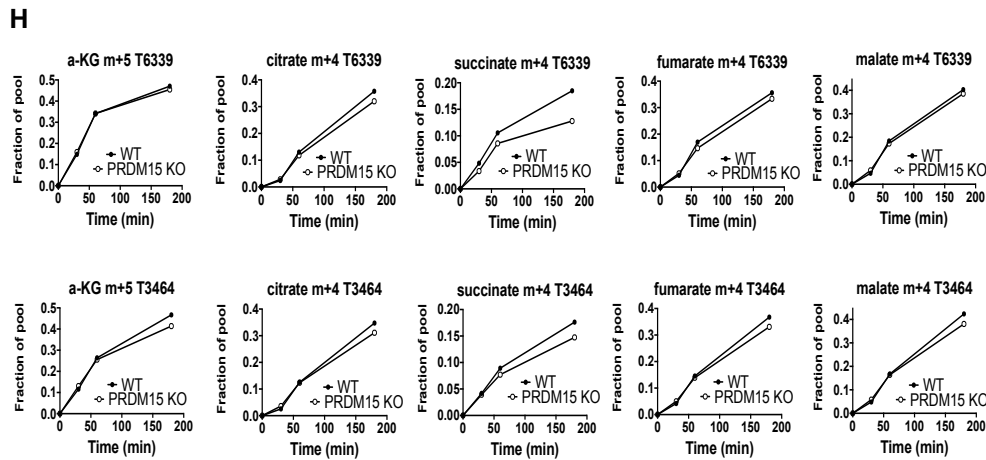 H
a-KG m+5 T6339
Fraction of pool
0.5
0.4
0.3
0.2
0.1
0.0
WT
PRDM15 KO
0 50 100 150 200
Time (min)
citrate m+4 T6339
Fraction of pool
0.4
0.3
0.2
0.1
0.0
WT
PRDM15 KO
0 50 100 150 200
Time (min)
succinate m+4 T6339
Fraction of pool
0.20
0.15
0.10
0.05
0.00
WT
PRDM15 KO
0 50 100 150 200
Time (min)
fumarate m+4 T6339
Fraction of pool
0.4
0.3
0.2
0.1
0.0
WT
PRDM15 KO
0 50 100 150 200
Time (min)
malate m+4 T6339
Fraction of pool
0.4
0.3
0.2
0.1
0.0
WT
PRDM15 KO
0 50 100 150 200
Time (min)
a-KG m+5 T3464
Fraction of pool
0.5
0.4
0.3
0.2
0.1
0.0
WT
PRDM15 KO
0 50 100 150 200
Time (min)
citrate m+4 T3464
Fraction of pool
0.4
0.3
0.2
0.1
0.0
WT
PRDM15 KO
0 50 100 150 200
Time (min)
succinate m+4 T3464
Fraction of pool
0.20
0.15
0.10
0.05
0.00
WT
PRDM15 KO
0 50 100 150 200
Time (min)
fumarate m+4 T3464
Fraction of pool
0.4
0.3
0.2
0.1
0.0
WT
PRDM15 KO
0 50 100 150 200
Time (min)
malate m+4 T3464
Fraction of pool
0.4
0.3
0.2
0.1
0.0
WT
PRDM15 KO
0 50 100 150 200
Time (min)